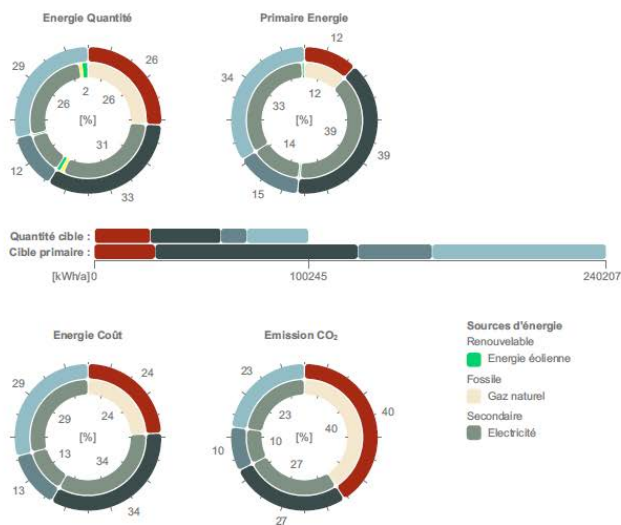 Energie Quantité
26
33
12
29
26
31
26
2
[%]
Primaire Energie
12
39
15
34
12
39
14
33
[%]
Quantité cible :
Cible primaire :
[kWh/a] 0 100245 240207
Energie Coût
24
34
13
29
24
34
13
29
[%]
Emission CO₂
40
27
10
23
40
27
10
23
[%]
Sources d'énergie
Renouvelable
Energie éolienne
Fossile
Gaz naturel
Secondaire
Electricité